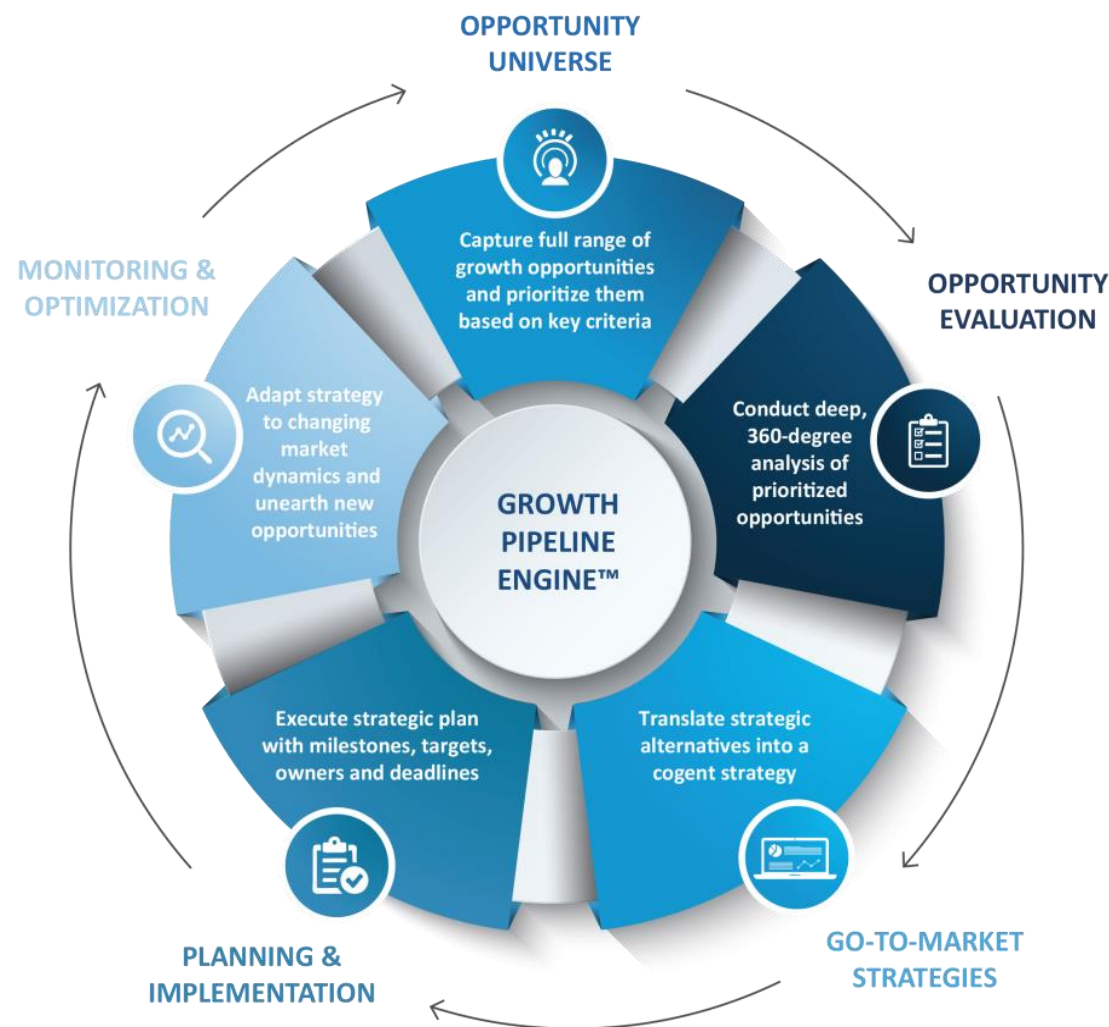 OPPORTUNITY
UNIVERSE
Capture full range of
growth opportunities
and prioritize them
based on key criteria
OPPORTUNITY
EVALUATION
Conduct deep,
360-degree
analysis of
prioritized
opportunities
GO-TO-MARKET
STRATEGIES
Translate strategic
alternatives into a
cogent strategy
PLANNING &
IMPLEMENTATION
Execute strategic plan
with milestones, targets,
owners and deadlines
MONITORING &
OPTIMIZATION
Adapt strategy
to changing
market
dynamics and
unearth new
opportunities
GROWTH
PIPELINE
ENGINE™